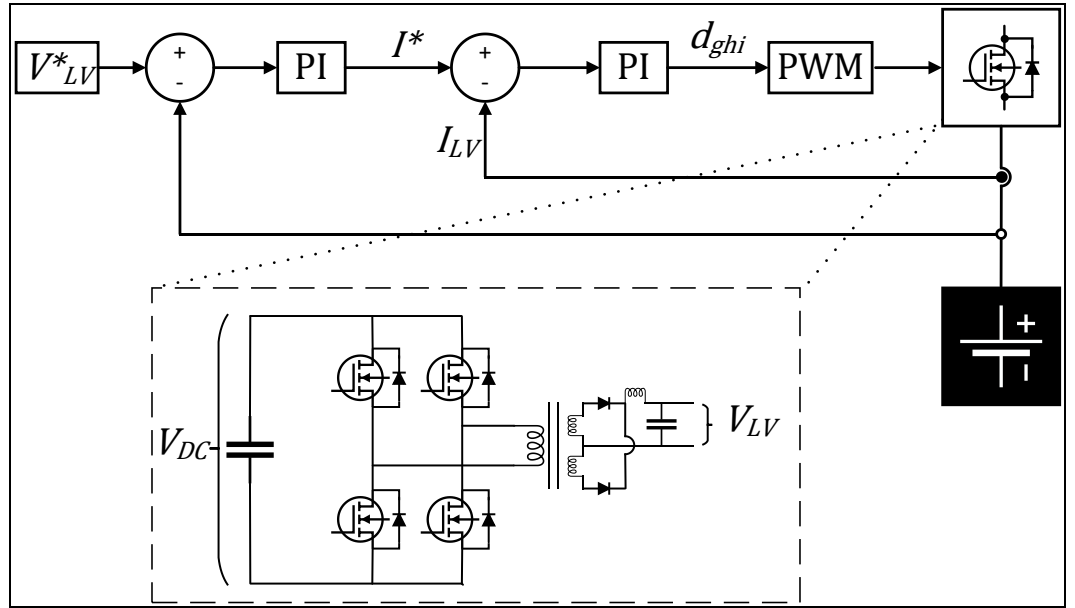 V*LV
+
-
PI
I*
+
-
PI
dghi
PWM
ILV
+
-
VDC
VLV